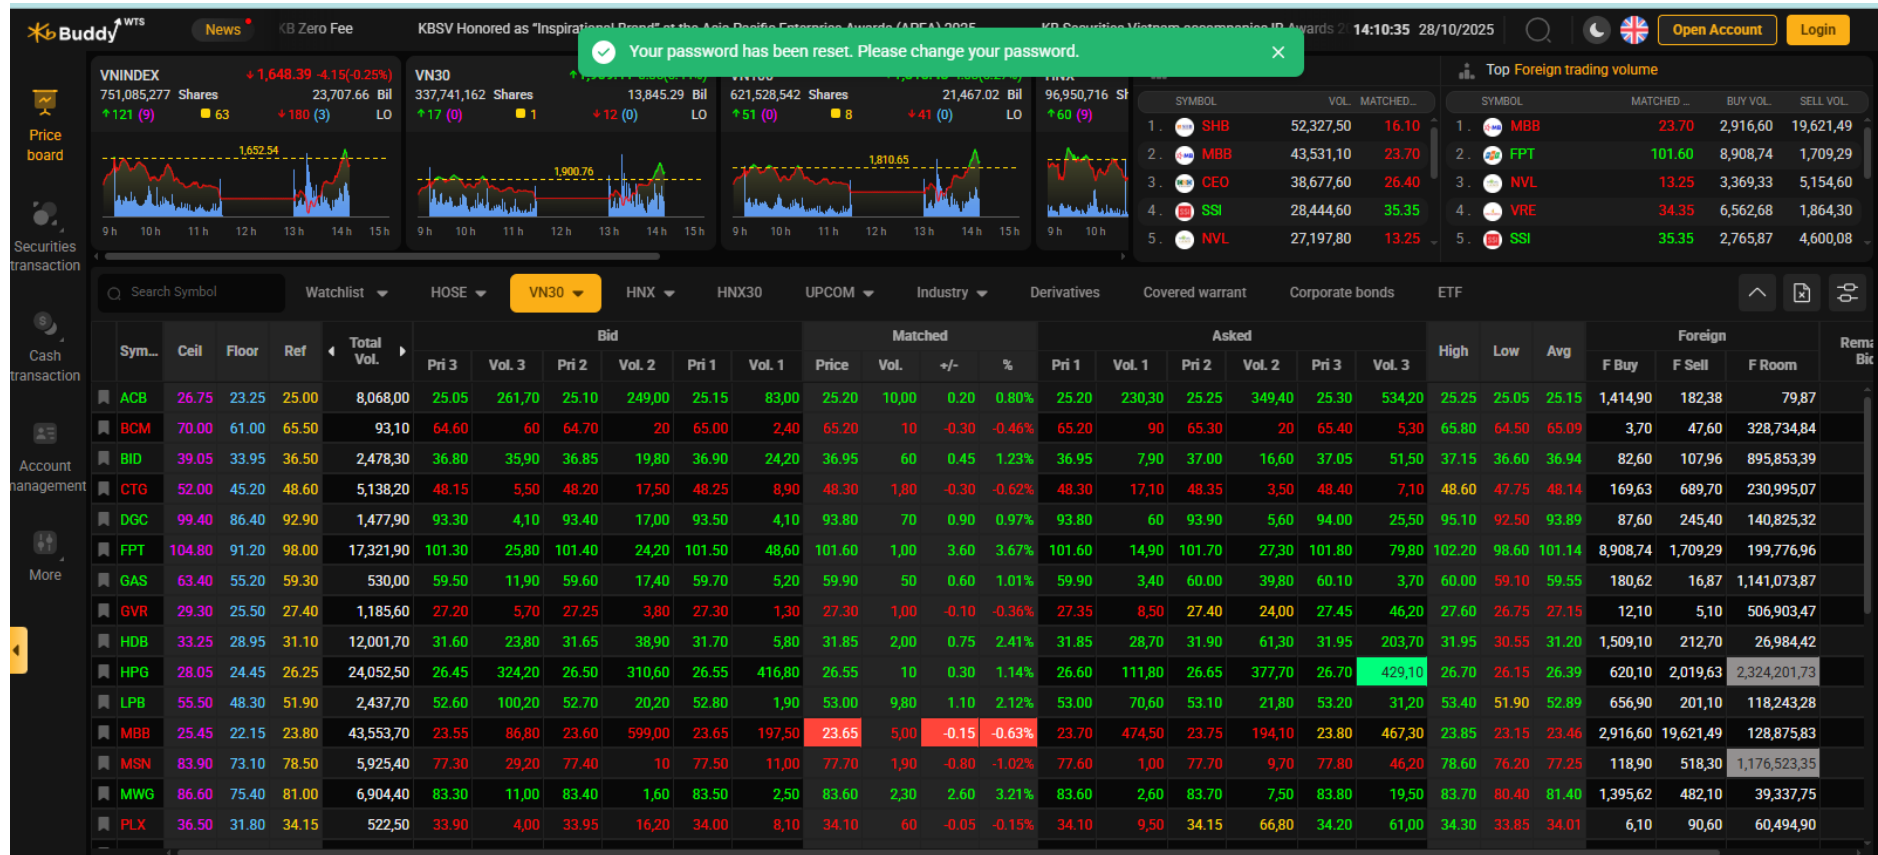 KbBuddy WTS
News
KB Zero Fee
KBSV Honored as "Inspirational Brand" at the Asia Pacific Enterprise Awards (APEA) 2025
14:10:35 28/10/2025
Open Account
Login
Your password has been reset. Please change your password.
Price board
Securities transaction
Cash transaction
Account management
More
VNINDEX 1,648.39 -4.15(-0.25%)
751,085,277 Shares 23,707.66 Bil
121 (9) 63 180 (3) LO
1,652.54
9h 10h 11h 12h 13h 14h 15h
VN30
337,741,162 Shares 13,845.29 Bil
17 (0) 1 12 (0) LO
1,900.76
9h 10h 11h 12h 13h 14h 15h
VN100
621,528,542 Shares 21,467.02 Bil
51 (0) 8 41 (0) LO
1,810.65
9h 10h 11h 12h 13h 14h 15h
HNX
96,950,716 Sh
60 (9)
9h 10h
SYMBOL VOL. MATCHED...
1. SHB 52,327,50 16.10
2. MBB 43,531,10 23.70
3. CEO 38,677,60 26.40
4. SSI 28,444,60 35.35
5. NVL 27,197,80 13.25
Top Foreign trading volume
SYMBOL MATCHED ... BUY VOL. SELL VOL.
1. MBB 23.70 2,916,60 19,621,49
2. FPT 101.60 8,908,74 1,709,29
3. NVL 13.25 3,369,33 5,154,60
4. VRE 34.35 6,562,68 1,864,30
5. SSI 35.35 2,765,87 4,600,08
Search Symbol Watchlist HOSE VN30 HNX HNX30 UPCOM Industry Derivatives Covered warrant Corporate bonds ETF
Sym... Ceil Floor Ref Total Vol. Bid Matched Asked High Low Avg Foreign Rema Bid
Pri 3 Vol. 3 Pri 2 Vol. 2 Pri 1 Vol. 1 Price Vol. +/- % Pri 1 Vol. 1 Pri 2 Vol. 2 Pri 3 Vol. 3 F Buy F Sell F Room
ACB 26.75 23.25 25.00 8,068,00 25.05 261,70 25.10 249,00 25.15 83,00 25.20 10,00 0.20 0.80% 25.20 230,30 25.25 349,40 25.30 534,20 25.25 25.05 25.15 1,414,90 182,38 79,87
BCM 70.00 61.00 65.50 93,10 64.60 60 64.70 20 65.00 2,40 65.20 10 -0.30 -0.46% 65.20 90 65.30 20 65.40 5,30 65.80 64.50 65.09 3,70 47,60 328,734,84
BID 39.05 33.95 36.50 2,478,30 36.80 35,90 36.85 19,80 36.90 24,20 36.95 60 0.45 1.23% 36.95 7,90 37.00 16,60 37.05 51,50 37.15 36.60 36.94 82,60 107,96 895,853,39
CTG 52.00 45.20 48.60 5,138,20 48.15 5,50 48.20 17,50 48.25 8,90 48.30 1,80 -0.30 -0.62% 48.30 17,10 48.35 3,50 48.40 7,10 48.60 47.75 48.14 169,63 689,70 230,995,07
DGC 99.40 86.40 92.90 1,477,90 93.30 4,10 93.40 17,00 93.50 4,10 93.80 70 0.90 0.97% 93.80 60 93.90 5,60 94.00 25,50 95.10 92.50 93.89 87,60 245,40 140,825,32
FPT 104.80 91.20 98.00 17,321,90 101.30 25,80 101.40 24,20 101.50 48,60 101.60 1,00 3.60 3.67% 101.60 14,90 101.70 27,30 101.80 79,80 102.20 98.60 101.14 8,908,74 1,709,29 199,776,96
GAS 63.40 55.20 59.30 530,00 59.50 11,90 59.60 17,40 59.70 5,20 59.90 50 0.60 1.01% 59.90 3,40 60.00 39,80 60.10 3,70 60.00 59.10 59.55 180,62 16,87 1,141,073,87
GVR 29.30 25.50 27.40 1,185,60 27.20 5,70 27.25 3,80 27.30 1,30 27.30 1,00 -0.10 -0.36% 27.35 8,50 27.40 24,00 27.45 46,20 27.60 26.75 27.15 12,10 5,10 506,903,47
HDB 33.25 28.95 31.10 12,001,70 31.60 23,80 31.65 38,90 31.70 5,80 31.85 2,00 0.75 2.41% 31.85 28,70 31.90 61,30 31.95 203,70 31.95 30.55 31.20 1,509,10 212,70 26,984,42
HPG 28.05 24.45 26.25 24,052,50 26.45 324,20 26.50 310,60 26.55 416,80 26.55 10 0.30 1.14% 26.60 111,80 26.65 377,70 26.70 429,10 26.70 26.15 26.39 620,10 2,019,63 2,324,201,73
LPB 55.50 48.30 51.90 2,437,70 52.60 100,20 52.70 20,20 52.80 1,90 53.00 9,80 1.10 2.12% 53.00 70,60 53.10 21,80 53.20 31,20 53.40 51.90 52.89 656,90 201,10 118,243,28
MBB 25.45 22.15 23.80 43,553,70 23.55 86,80 23.60 599,00 23.65 197,50 23.65 5,00 -0.15 -0.63% 23.70 474,50 23.75 194,10 23.80 467,30 23.85 23.15 23.46 2,916,60 19,621,49 128,875,83
MSN 83.90 73.10 78.50 5,925,40 77.30 29,20 77.40 10 77.50 11,00 77.70 1,90 -0.80 -1.02% 77.60 1,00 77.70 9,70 77.80 46,20 78.60 76.20 77.25 118,90 518,30 1,176,523,35
MWG 86.60 75.40 81.00 6,904,40 83.30 11,00 83.40 1,60 83.50 2,50 83.60 2,30 2.60 3.21% 83.60 2,60 83.70 7,50 83.80 19,50 83.70 80.40 81.40 1,395,62 482,10 39,337,75
PLX 36.50 31.80 34.15 522,50 33.90 4,00 33.95 16,20 34.00 8,10 34.10 60 -0.05 -0.15% 34.10 9,50 34.15 66,80 34.20 61,00 34.30 33.85 34.01 6,10 90,60 60,494,90